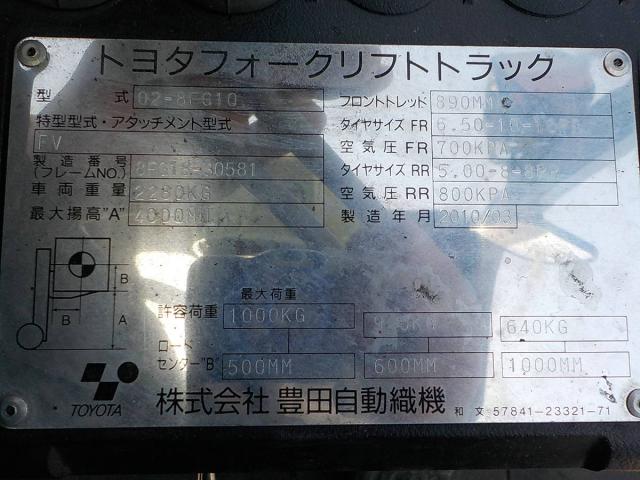 トヨタフォークリフトトラック
型式 02-8FG10
フロントトレッド 890MM
特型型式・アタッチメント型式
FV
タイヤサイズ FR 6.50-10-
空気圧 FR 700KPA
製造番号
(フレームNO.)
タイヤサイズ RR 5.00-8-
車両重量 2280KG
空気圧 RR 800KPA
最大揚高"A" 4000MM
製造年月 2010/03
B
B
A
最大荷重
許容荷重 1000KG 640KG
ロード
センター"B" 500MM 600MM 1000MM
TOYOTA
株式会社 豊田自動織機
和文 57841-23321-71